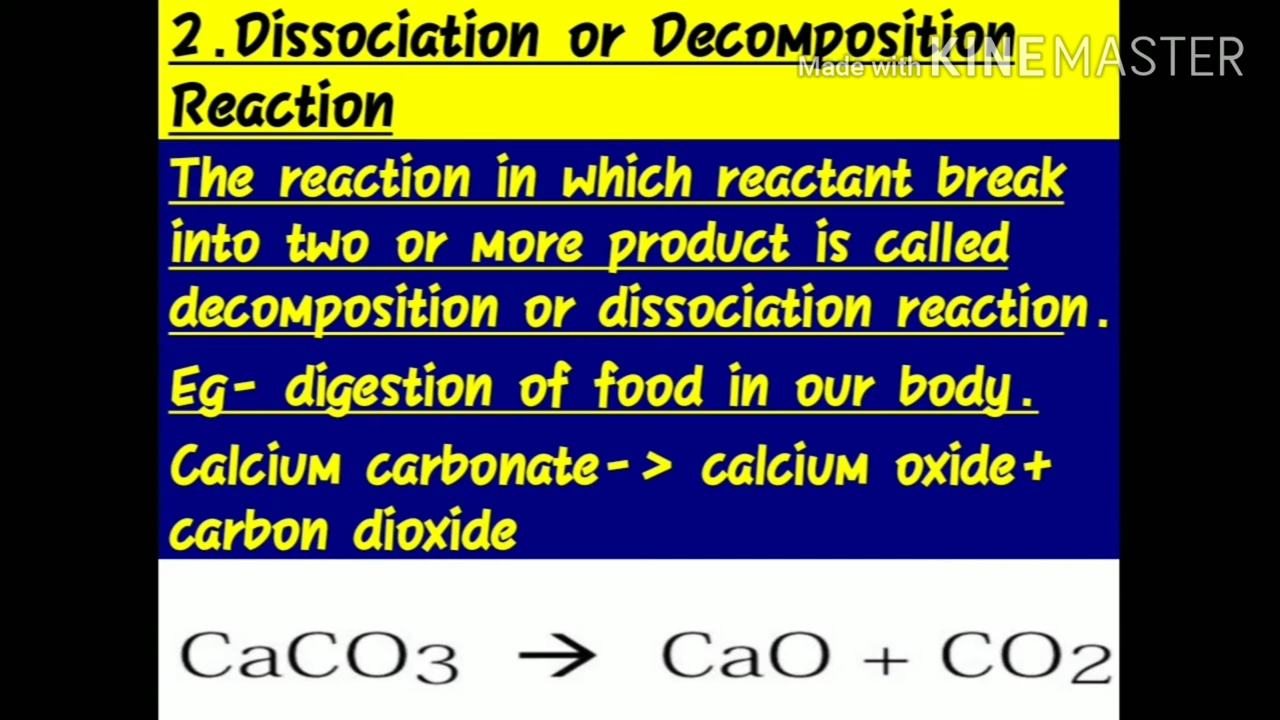 2.Dissociation or Decomposition
Made with KINEMASTER
Reaction
The reaction in which reactant break
into two or more product is called
decomposition or dissociation reaction.
Eg- digestion of food in our body.
Calcium carbonate-> calcium oxide+
carbon dioxide
CaCO3 → CaO + CO2